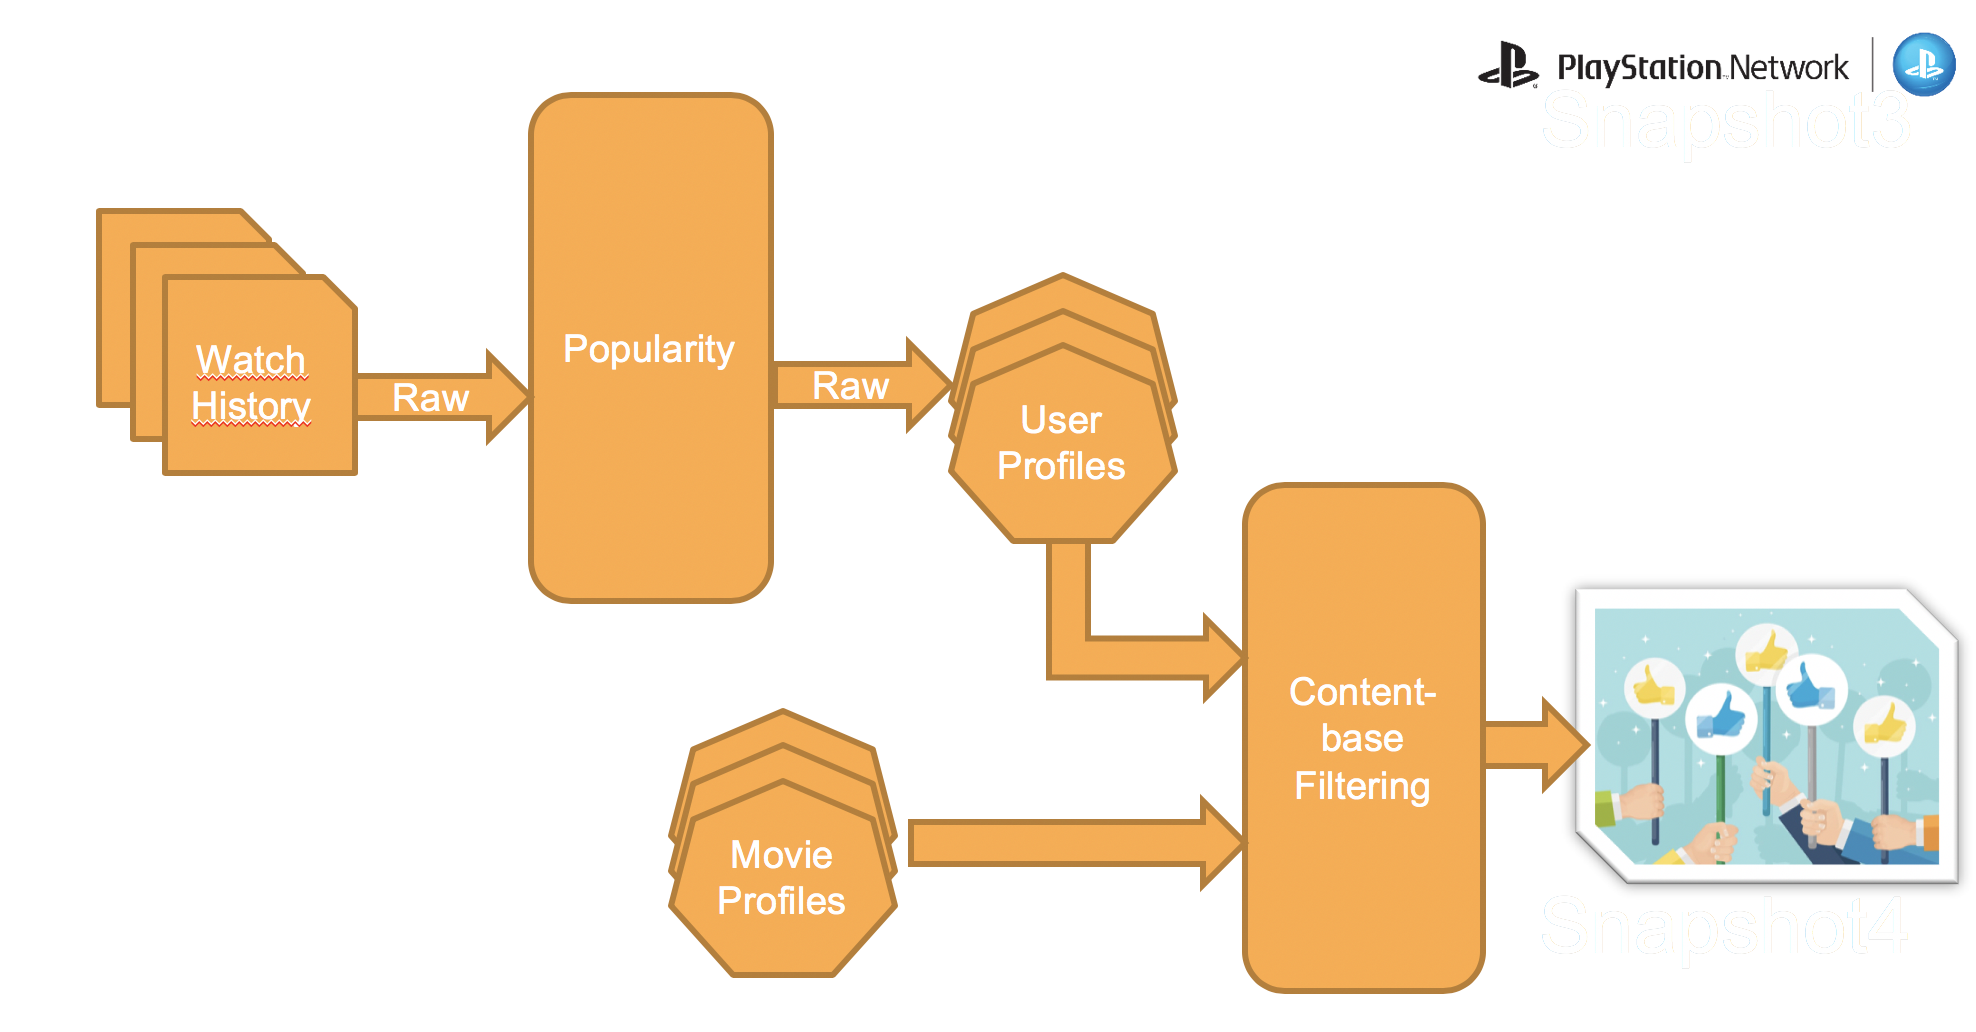 PlayStation Network
Snapshot3
Popularity
Watch
History
Raw
Raw
User
Profiles
Content-
base
Filtering
Movie
Profiles
Snapshot4